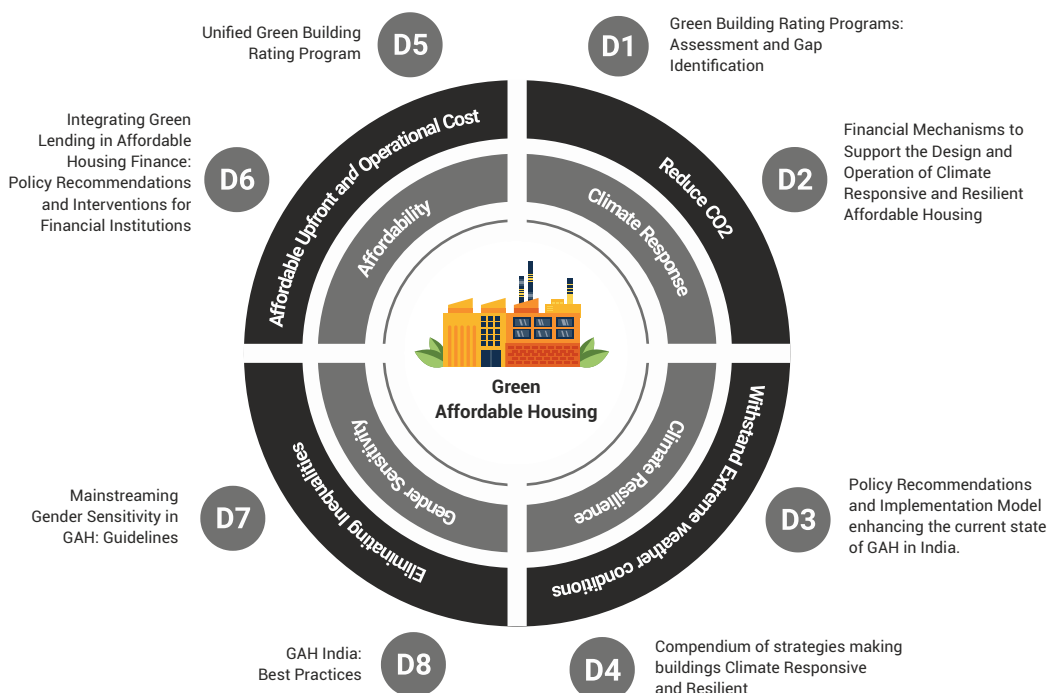 D1
Green Building Rating Programs:
Assessment and Gap
Identification
D2
Financial Mechanisms to
Support the Design and
Operation of Climate
Responsive and Resilient
Affordable Housing
D3
Policy Recommendations
and Implementation Model
enhancing the current state
of GAH in India.
D4
Compendium of strategies making
buildings Climate Responsive
and Resilient
D5
Unified Green Building
Rating Program
D6
Integrating Green
Lending in Affordable
Housing Finance:
Policy Recommendations
and Interventions for
Financial Institutions
D7
Mainstreaming
Gender Sensitivity in
GAH: Guidelines
D8
GAH India:
Best Practices
Affordable Upfront and Operational Cost
Affordability
Reduce CO2
Climate Response
Withstand Extreme weather conditions
Climate Resilience
Eliminating Inequalities
Gender Sensitivity
Green
Affordable Housing